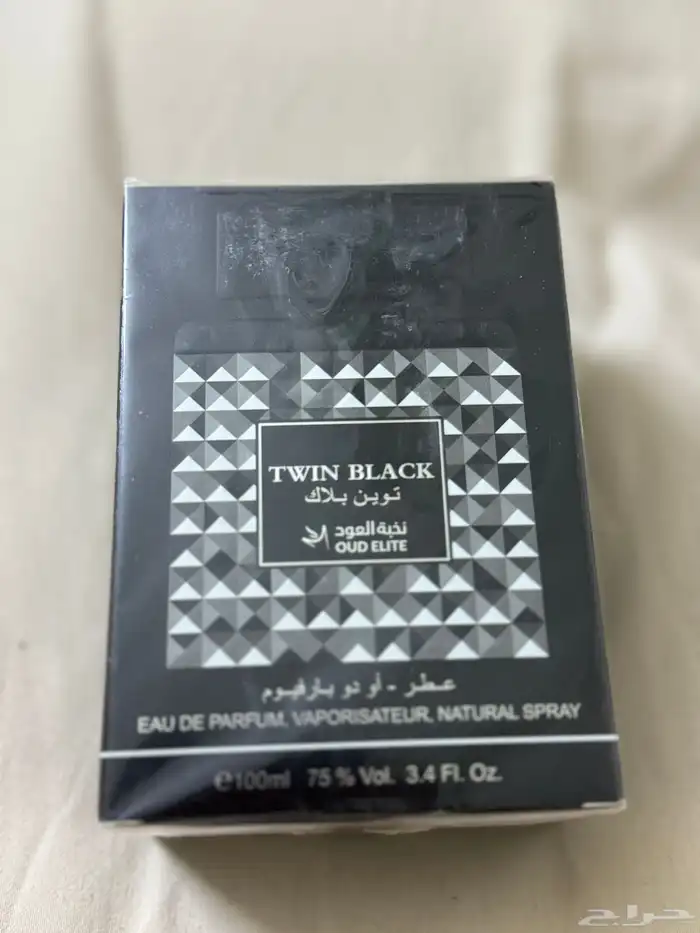 TWIN BLACK
توين بلاك
نخبة العود
OUD ELITE
عطر - أو دو بارفيوم
EAU DE PARFUM, VAPORISATEUR, NATURAL SPRAY
℮100ml 75 % Vol. 3.4 Fl. Oz.
حراج